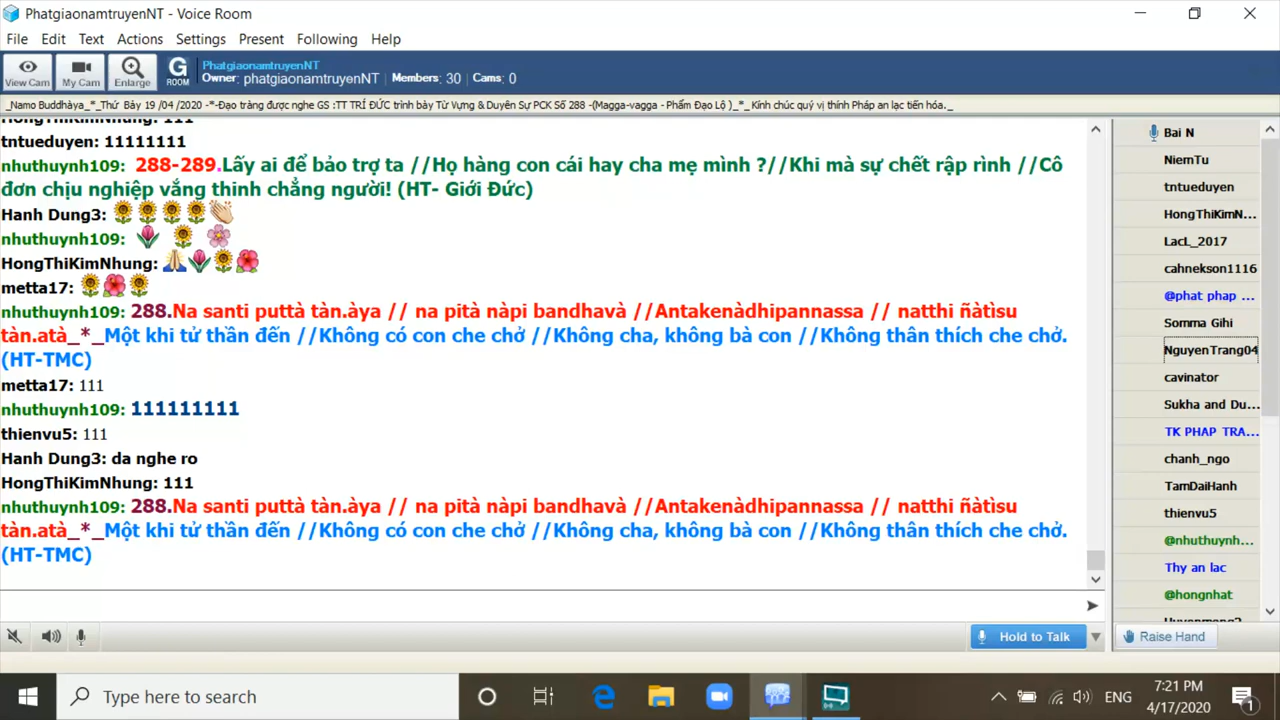 PhatgiaonamtruyenNT - Voice Room
File Edit Text Actions Settings Present Following Help
View Cam My Cam Enlarge G ROOM PhatgiaonamtruyenNT
Owner: phatgiaonamtruyenNT Members: 30 Cams: 0
_Namo Buddhàya_*_Thứ Bảy 19 /04 /2020 -*-Đạo tràng được nghe GS :TT TRÍ ĐỨC trình bày Từ Vựng & Duyên Sự PCK Số 288 -(Magga-vagga - Phẩm Đạo Lộ )_*_ Kính chúc quý vị thính Pháp an lạc tiến hóa._
HongThiKimNhung: 111
tntueduyen: 11111111
nhuthuynh109: 288-289.Lấy ai để bảo trợ ta //Họ hàng con cái hay cha mẹ mình ?//Khi mà sự chết rập rình //Cô
đơn chịu nghiệp vắng thinh chẳng người! (HT- Giới Đức)
Hanh Dung3:
nhuthuynh109:
HongThiKimNhung:
metta17:
nhuthuynh109: 288.Na santi puttà tàn.àya // na pità nàpi bandhavà //Antakenàdhipannassa // natthi ñàtìsu
tàn.atà_*_Một khi tử thần đến //Không có con che chở //Không cha, không bà con //Không thân thích che chở.
(HT-TMC)
metta17: 111
nhuthuynh109: 111111111
thienvu5: 111
Hanh Dung3: da nghe ro
HongThiKimNhung: 111
nhuthuynh109: 288.Na santi puttà tàn.àya // na pità nàpi bandhavà //Antakenàdhipannassa // natthi ñàtìsu
tàn.atà_*_Một khi tử thần đến //Không có con che chở //Không cha, không bà con //Không thân thích che chở.
(HT-TMC)
Bai N
NiemTu
tntueduyen
HongThiKimN...
LacL_2017
cahnekson1116
@phat phap ...
Somma Gihi
NguyenTrang04
cavinator
Sukha and Du...
TK PHAP TRA...
chanh_ngo
TamDaiHanh
thienvu5
@nhuthuynh...
Thy an lac
@hongnhat
Hold to Talk Raise Hand
Type here to search
ENG
7:21 PM
4/17/2020
1